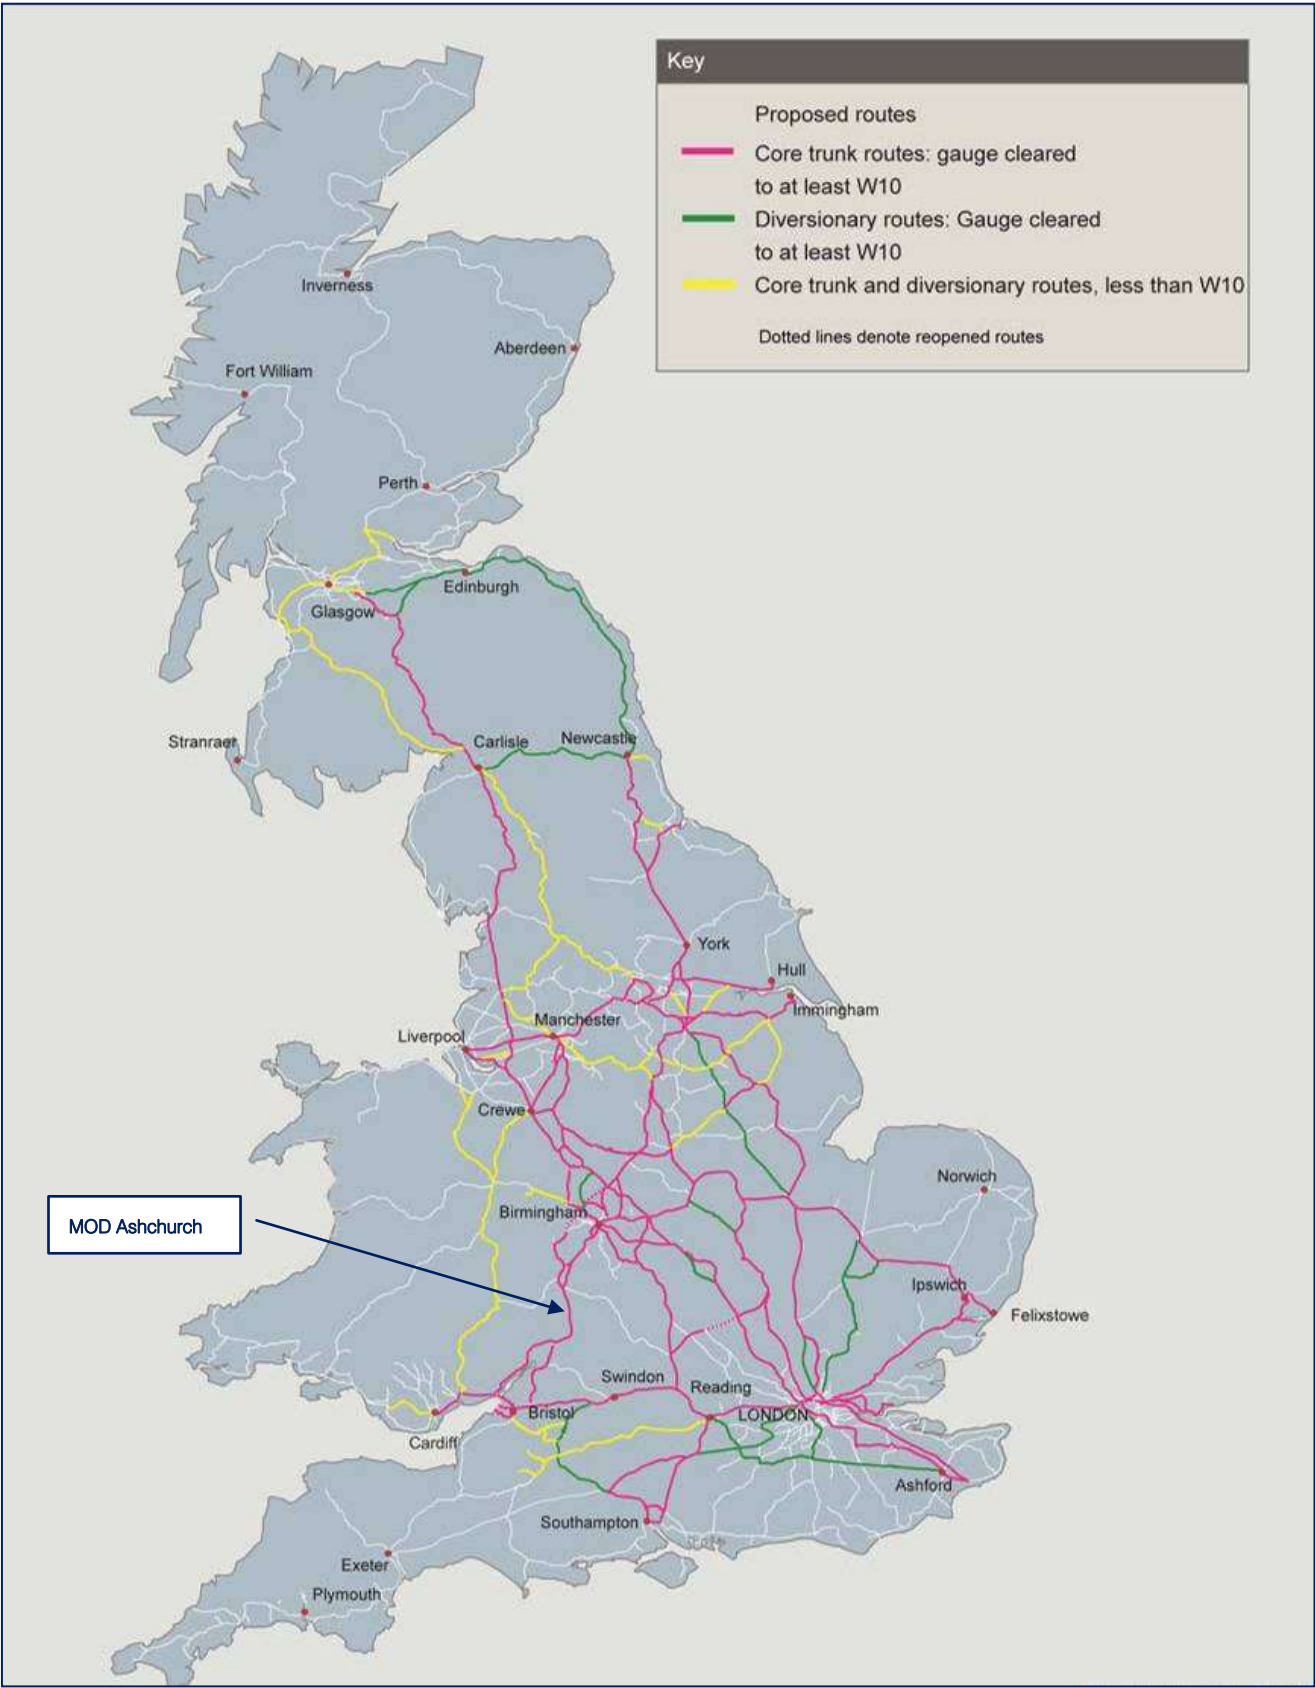 Key
Proposed routes
Core trunk routes: gauge cleared
to at least W10
Diversionary routes: Gauge cleared
to at least W10
Core trunk and diversionary routes, less than W10
Dotted lines denote reopened routes
Inverness
Aberdeen
Fort William
Perth
Edinburgh
Glasgow
Stranraer
Carlisle
Newcastle
York
Hull
Immingham
Manchester
Liverpool
Crewe
Norwich
MOD Ashchurch
Birmingham
Ipswich
Felixstowe
Swindon
Reading
LONDON
Bristol
Cardiff
Ashford
Southampton
Exeter
Plymouth